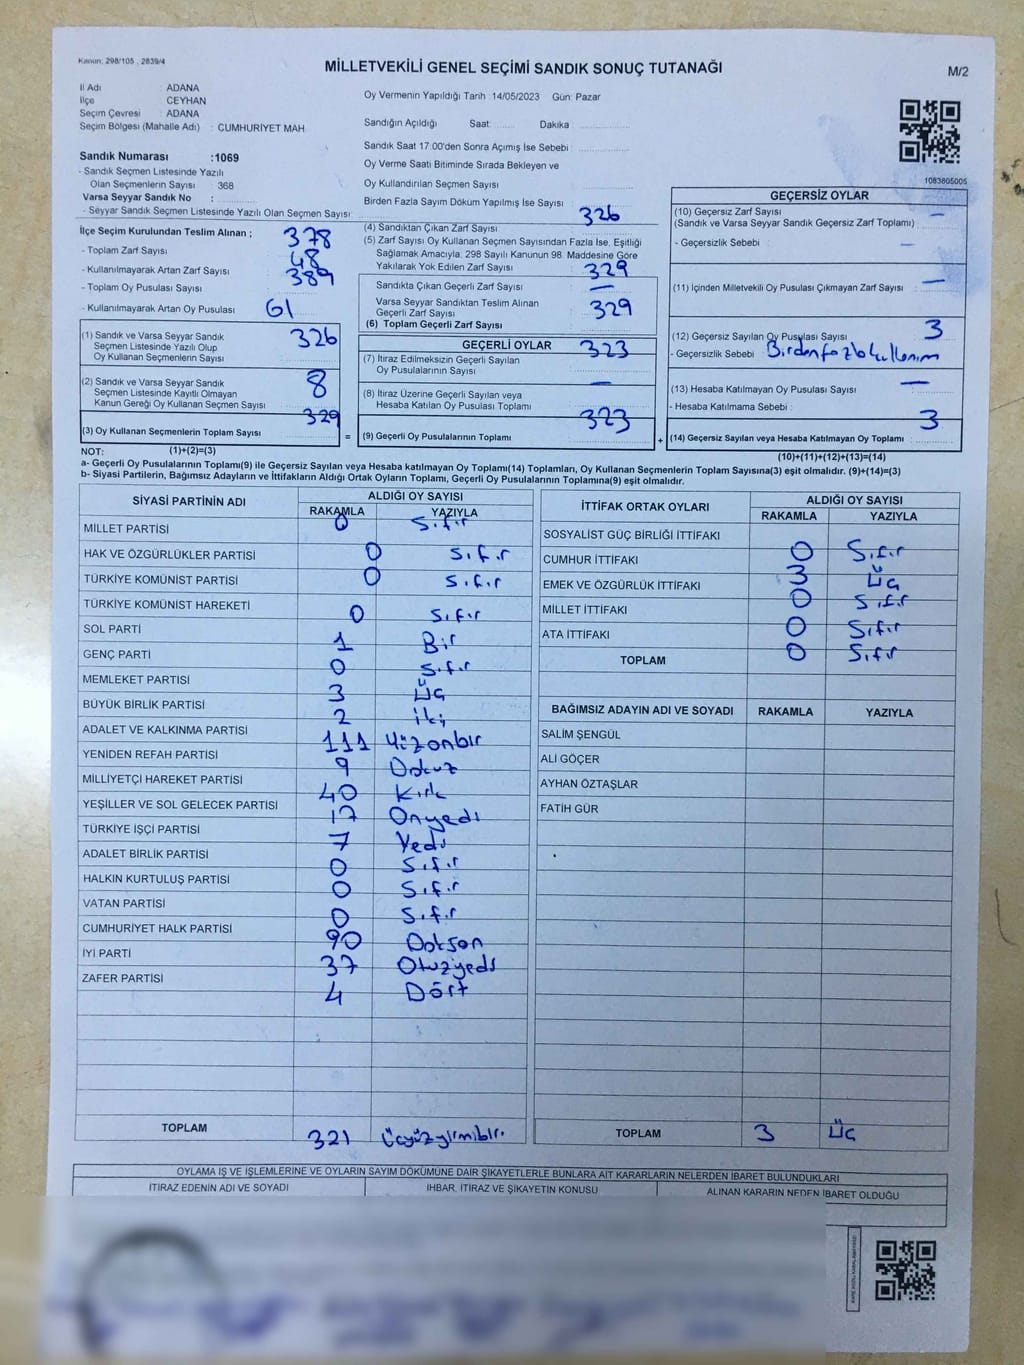 Kanun: 298/105 , 2839/4
MİLLETVEKİLİ GENEL SEÇİMİ SANDIK SONUÇ TUTANAĞI
M/2
İl Adı : ADANA
İlçe : CEYHAN
Seçim Çevresi : ADANA
Seçim Bölgesi (Mahalle Adı) : CUMHURİYET MAH.
Sandık Numarası :1069
- Sandık Seçmen Listesinde Yazılı
Olan Seçmenlerin Sayısı : 368
Varsa Seyyar Sandık No :
- Seyyar Sandık Seçmen Listesinde Yazılı Olan Seçmen Sayısı:
Oy Vermenin Yapıldığı Tarih :14/05/2023 Gün: Pazar
Sandığın Açıldığı Saat: Dakika :
Sandık Saat 17:00'den Sonra Açımış İse Sebebi :
Oy Verme Saati Bitiminde Sırada Bekleyen ve
Oy Kullandırılan Seçmen Sayısı :
Birden Fazla Sayım Döküm Yapılmış İse Sayısı :
1083805005
İlçe Seçim Kurulundan Teslim Alınan ; 378
- Toplam Zarf Sayısı : 48
- Kullanılmayarak Artan Zarf Sayısı : 389
- Toplam Oy Pusulası Sayısı :
- Kullanılmayarak Artan Oy Pusulası 61
(1) Sandık ve Varsa Seyyar Sandık 326
Seçmen Listesinde Yazılı Olup
Oy Kullanan Seçmenlerin Sayısı :
(2) Sandık ve Varsa Seyyar Sandık 8
Seçmen Listesinde Kayıtlı Olmayan
Kanun Gereği Oy Kullanan Seçmen Sayısı :
(3) Oy Kullanan Seçmenlerin Toplam Sayısı : 329
(4) Sandıktan Çıkan Zarf Sayısı : 326
(5) Zarf Sayısı Oy Kullanan Seçmen Sayısından Fazla İse, Eşitliği
Sağlamak Amacıyla, 298 Sayılı Kanunun 98. Maddesine Göre
Yakılarak Yok Edilen Zarf Sayısı : 329
Sandıkta Çıkan Geçerli Zarf Sayısı : —
Varsa Seyyar Sandıktan Teslim Alınan
Geçerli Zarf Sayısı : 329
(6) Toplam Geçerli Zarf Sayısı :
GEÇERLİ OYLAR 323
(7) İtiraz Edilmeksizin Geçerli Sayılan
Oy Pusulalarının Sayısı : —
(8) İtiraz Üzerine Geçerli Sayılan veya
Hesaba Katılan Oy Pusulası Toplamı : 323
= (9) Geçerli Oy Pusulalarının Toplamı :
GEÇERSİZ OYLAR
(10) Geçersiz Zarf Sayısı —
(Sandık ve Varsa Seyyar Sandık Geçersiz Zarf Toplamı) :
- Geçersizlik Sebebi : —
(11) İçinden Milletvekili Oy Pusulası Çıkmayan Zarf Sayısı : —
(12) Geçersiz Sayılan Oy Pusulası Sayısı : 3
- Geçersizlik Sebebi : Birden fazla kullanım
(13) Hesaba Katılmayan Oy Pusulası Sayısı : —
- Hesaba Katılmama Sebebi :
3
+ (14) Geçersiz Sayılan veya Hesaba Katılmayan Oy Toplamı :
NOT: (1)+(2)=(3)
(10)+(11)+(12)+(13)=(14)
a- Geçerli Oy Pusulalarının Toplamı(9) ile Geçersiz Sayılan veya Hesaba katılmayan Oy Toplamı(14) Toplamları, Oy Kullanan Seçmenlerin Toplam Sayısına(3) eşit olmalıdır. (9)+(14)=(3)
b- Siyasi Partilerin, Bağımsız Adayların ve İttifakların Aldığı Ortak Oyların Toplamı, Geçerli Oy Pusulalarının Toplamına(9) eşit olmalıdır.
SİYASİ PARTİNİN ADI
ALDIĞI OY SAYISI
RAKAMLA YAZIYLA
MİLLET PARTİSİ 0 Sıfır
HAK VE ÖZGÜRLÜKLER PARTİSİ 0 Sıfır
TÜRKİYE KOMÜNİST PARTİSİ 0 Sıfır
TÜRKİYE KOMÜNİST HAREKETİ 0 Sıfır
SOL PARTİ 1 Bir
GENÇ PARTİ 0 Sıfır
MEMLEKET PARTİSİ 3 Üç
BÜYÜK BİRLİK PARTİSİ 2 iki
ADALET VE KALKINMA PARTİSİ 111 Yüzonbir
YENİDEN REFAH PARTİSİ 9 Dokuz
MİLLİYETÇİ HAREKET PARTİSİ 40 Kırk
YEŞİLLER VE SOL GELECEK PARTİSİ 17 Onyedi
TÜRKİYE İŞÇİ PARTİSİ 7 Yedi
ADALET BİRLİK PARTİSİ 0 Sıfır
HALKIN KURTULUŞ PARTİSİ 0 Sıfır
VATAN PARTİSİ 0 Sıfır
CUMHURİYET HALK PARTİSİ 90 Doksan
İYİ PARTİ 37 Otuzyedi
ZAFER PARTİSİ 4 Dört
TOPLAM 321 Üçyüzyirmibir.
İTTİFAK ORTAK OYLARI
ALDIĞI OY SAYISI
RAKAMLA YAZIYLA
SOSYALİST GÜÇ BİRLİĞİ İTTİFAKI 0 Sıfır
CUMHUR İTTİFAKI 3 Üç
EMEK VE ÖZGÜRLÜK İTTİFAKI 0 Sıfır
MİLLET İTTİFAKI 0 Sıfır
ATA İTTİFAKI 0 Sıfır
TOPLAM
BAĞIMSIZ ADAYIN ADI VE SOYADI RAKAMLA YAZIYLA
SALİM ŞENGÜL
ALİ GÖÇER
AYHAN ÖZTAŞLAR
FATİH GÜR
TOPLAM 3 Üç
OYLAMA İŞ VE İŞLEMLERİNE VE OYLARIN SAYIM DÖKÜMÜNE DAİR ŞİKAYETLERLE BUNLARA AİT KARARLARIN NELERDEN İBARET BULUNDUKLARI
İTİRAZ EDENİN ADI VE SOYADI
İHBAR, İTİRAZ VE ŞİKAYETİN KONUSU
ALINAN KARARIN NEDEN İBARET OLDUĞU